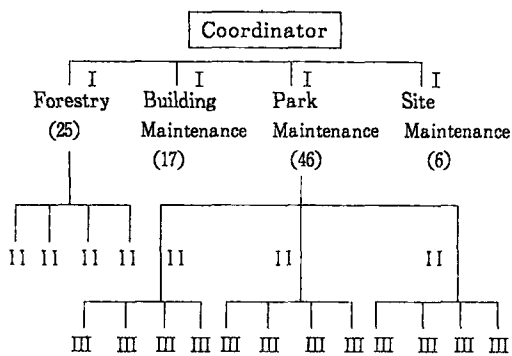 Coordinator
I I I I
Forestry Building Park Site
(25) Maintenance Maintenance Maintenance
(17) (46) (6)
II II II II II II II
III III III III III III III III III III III III